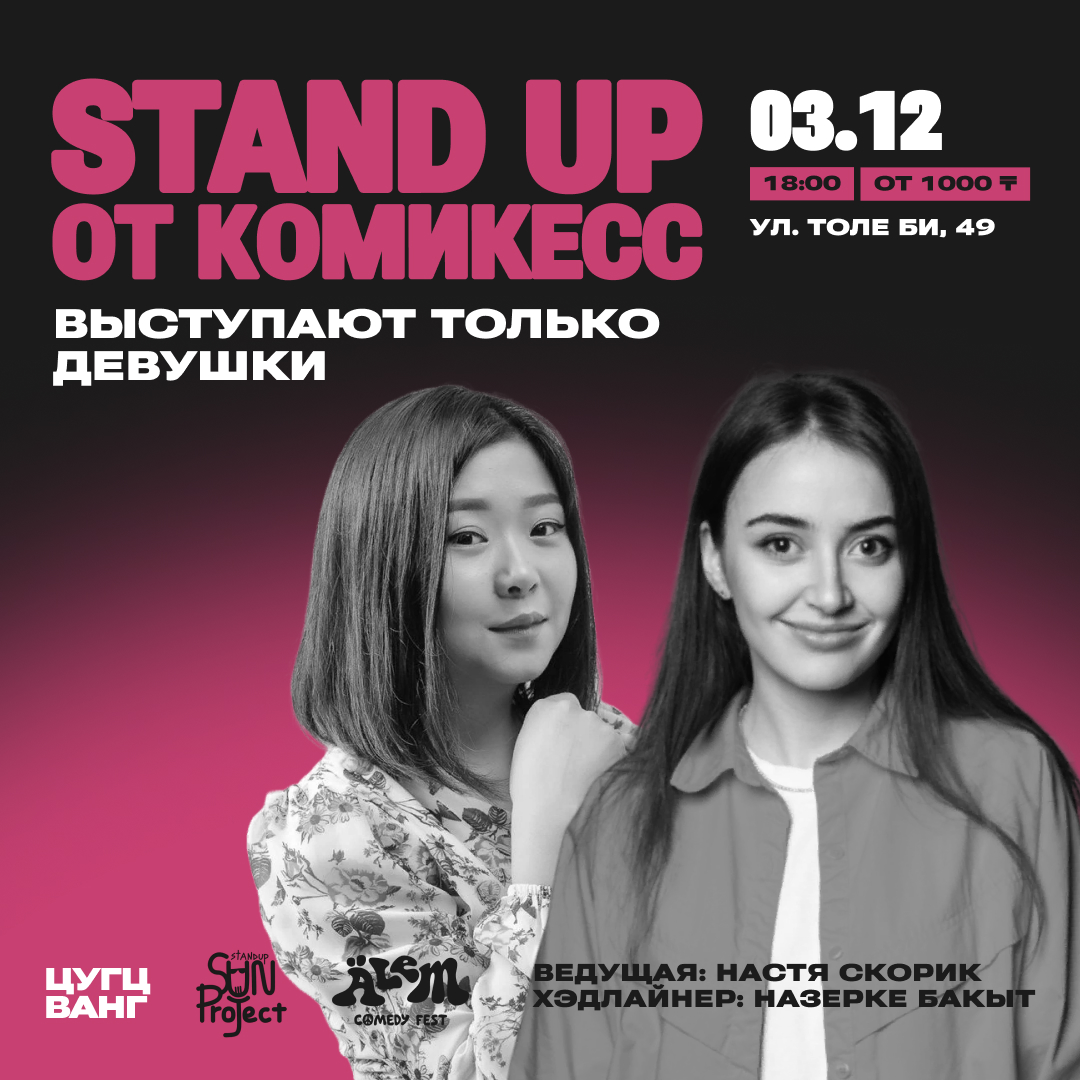 STAND UP
ОТ КОМИКЕСС
ВЫСТУПАЮТ ТОЛЬКО
ДЕВУШКИ
03.12
18:00 ОТ 1000 ₸
УЛ. ТОЛЕ БИ, 49
ЦУГЦ
ВАНГ
STANDUP
SAN
Project
ÄLEM
COMEDY FEST
ВЕДУЩАЯ: НАСТЯ СКОРИК
ХЭДЛАЙНЕР: НАЗЕРКЕ БАКЫТ